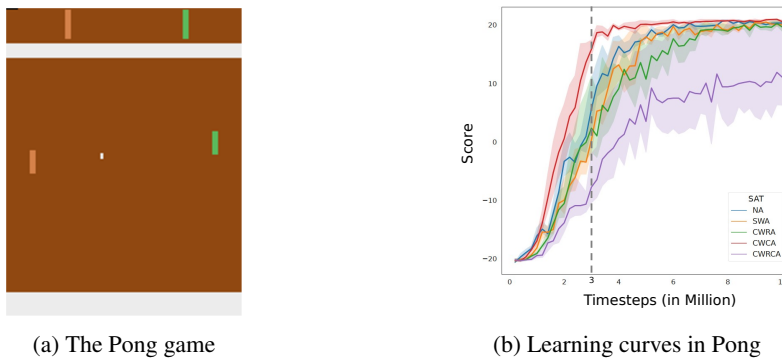 20
10
0
−10
−20
Score
SAT
NA
SWA
CWRA
CWCA
CWRCA
0 2 3 4 6 8 1
Timesteps (in Million)
(a) The Pong game
(b) Learning curves in Pong